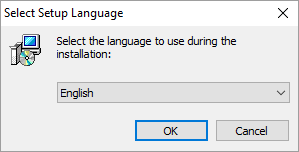 Select Setup Language
Select the language to use during the
installation:
English
OK
Cancel